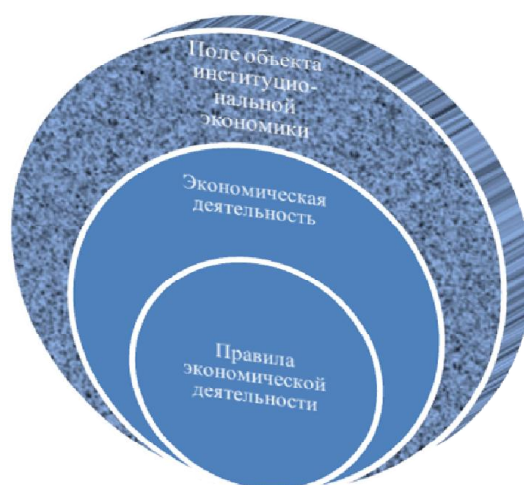 Поле объекта
институцио-
нальной
экономики
Экономическая
деятельность
Правила
экономической
деятельности